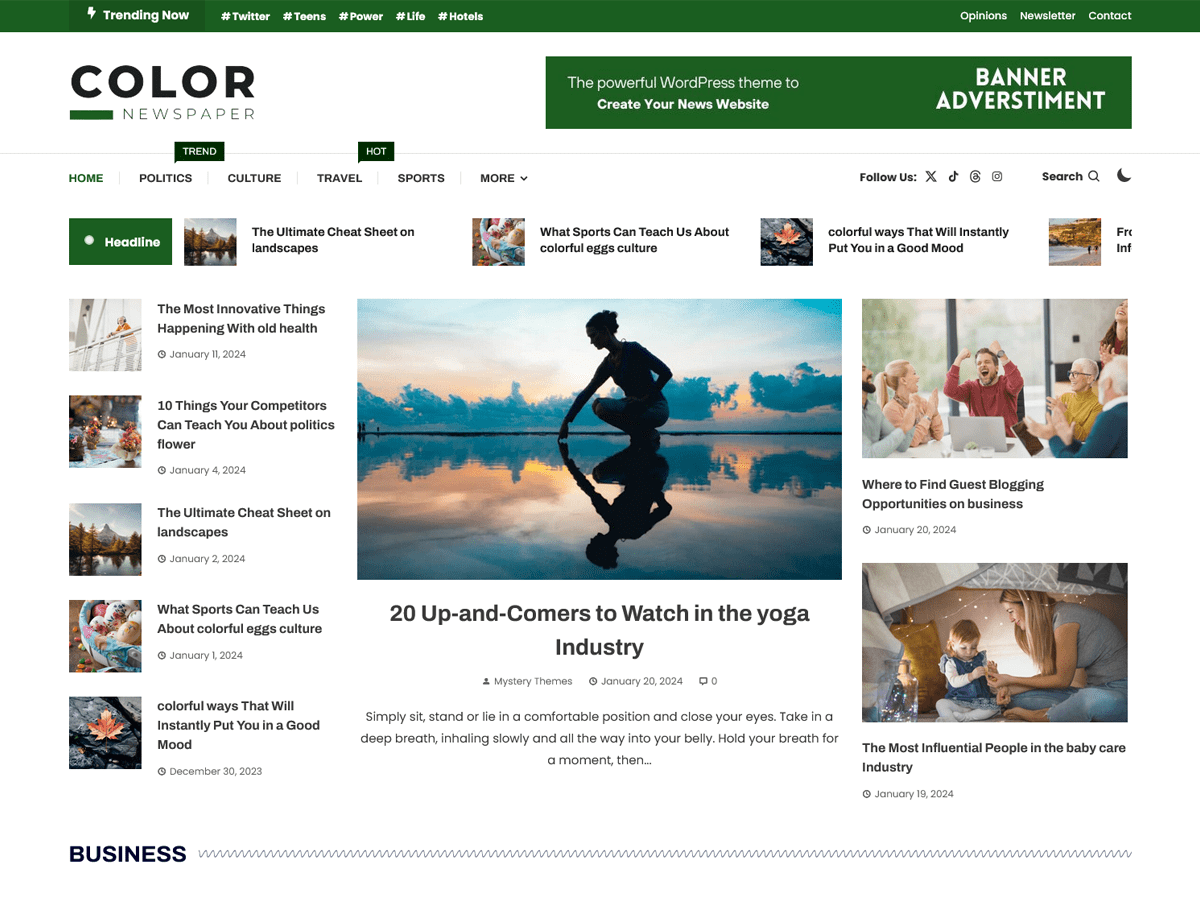 Trending Now
#Twitter #Teens #Power #Life #Hotels
Opinions Newsletter Contact
COLOR
NEWSPAPER
The powerful WordPress theme to
Create Your News Website
BANNER
ADVERSTIMENT
TREND
HOT
HOME POLITICS CULTURE TRAVEL SPORTS MORE
Follow Us:
Search
Headline
The Ultimate Cheat Sheet on
landscapes
What Sports Can Teach Us About
colorful eggs culture
colorful ways That Will Instantly
Put You in a Good Mood
The Most Innovative Things
Happening With old health
January 11, 2024
10 Things Your Competitors
Can Teach You About politics
flower
January 4, 2024
The Ultimate Cheat Sheet on
landscapes
January 2, 2024
What Sports Can Teach Us
About colorful eggs culture
January 1, 2024
colorful ways That Will
Instantly Put You in a Good
Mood
December 30, 2023
20 Up-and-Comers to Watch in the yoga
Industry
Mystery Themes January 20, 2024 0
Simply sit, stand or lie in a comfortable position and close your eyes. Take in a
deep breath, inhaling slowly and all the way into your belly. Hold your breath for
a moment, then...
Where to Find Guest Blogging
Opportunities on business
January 20, 2024
The Most Influential People in the baby care
Industry
January 19, 2024
BUSINESS